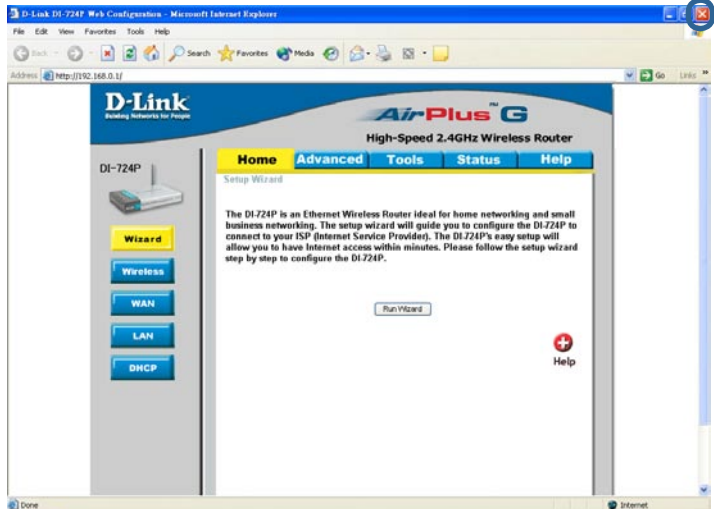 D-Link DI-724P Web Configuration - Microsoft Internet Explorer
File Edit View Favorites Tools Help
Back Search Favorites Media
Address http://192.168.0.1/ Go Links »
D-Link
Building Networks for People
AirPlus G™
High-Speed 2.4GHz Wireless Router
DI-724P
Home Advanced Tools Status Help
Setup Wizard
The DI-724P is an Ethernet Wireless Router ideal for home networking and small
business networking. The setup wizard will guide you to configure the DI-724P to
connect to your ISP (Internet Service Provider). The DI-724P's easy setup will
allow you to have Internet access within minutes. Please follow the setup wizard
step by step to configure the DI-724P.
Wizard
Wireless
WAN
LAN
DHCP
Run Wizard
Help
Done Internet